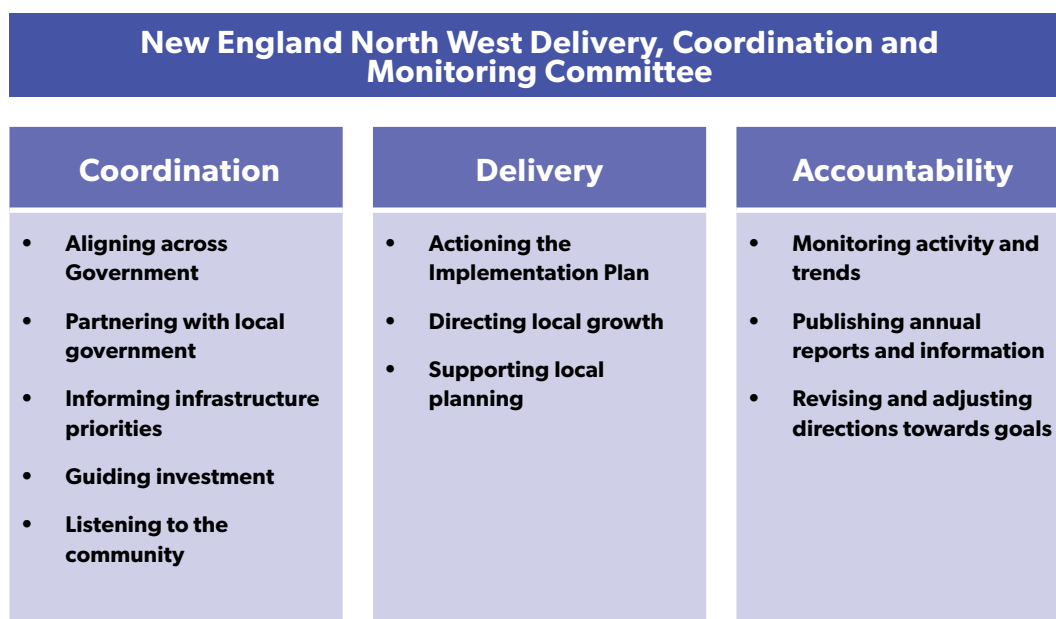 New England North West Delivery, Coordination and
Monitoring Committee
Coordination
• Aligning across
Government
• Partnering with local
government
• Informing infrastructure
priorities
• Guiding investment
• Listening to the
community
Delivery
• Actioning the
Implementation Plan
• Directing local growth
• Supporting local
planning
Accountability
• Monitoring activity and
trends
• Publishing annual
reports and information
• Revising and adjusting
directions towards goals